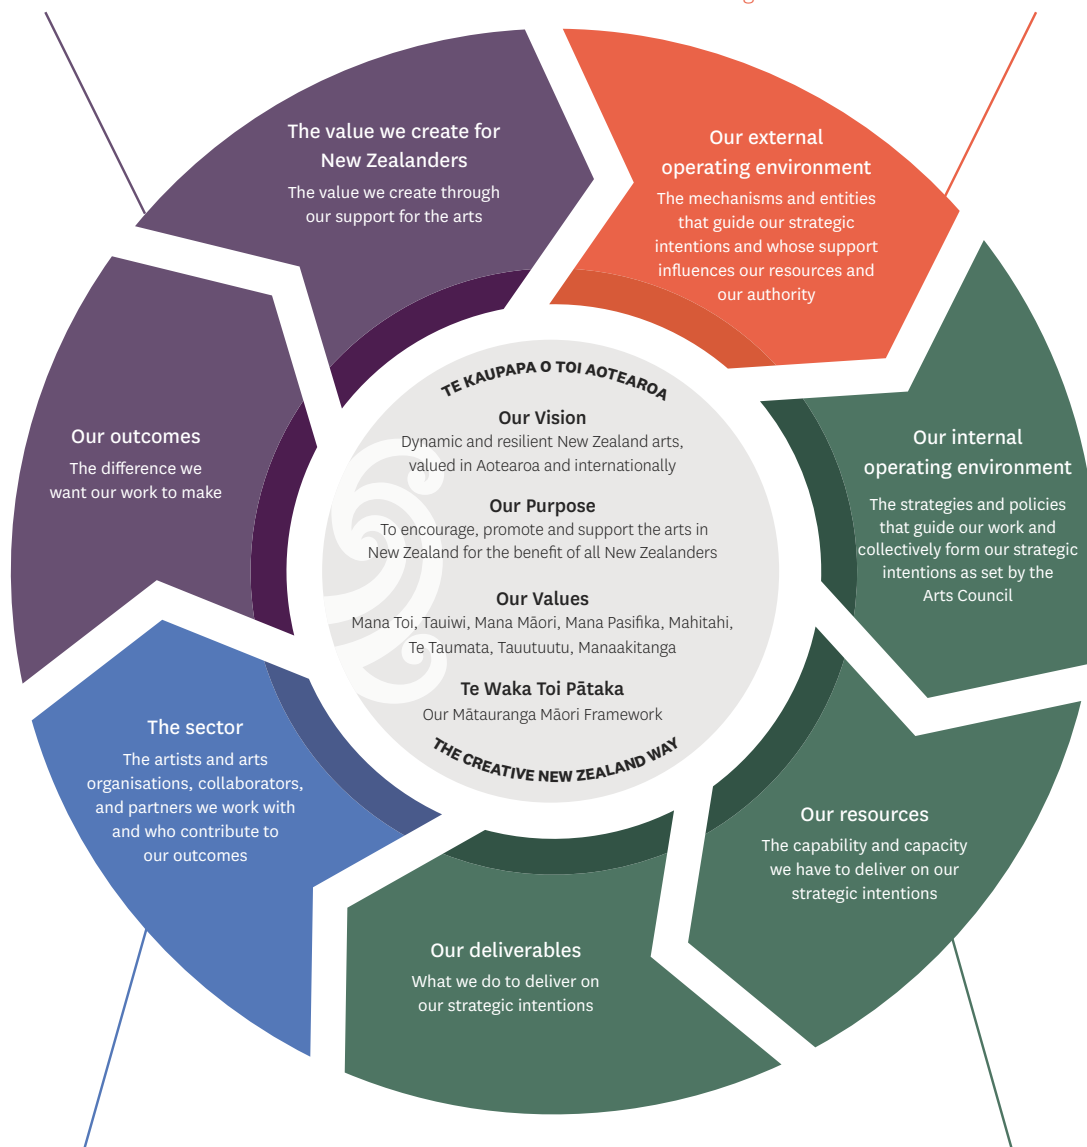 The value we create for
New Zealanders
The value we create through
our support for the arts
Our external
operating environment
The mechanisms and entities
that guide our strategic
intentions and whose support
influences our resources and
our authority
Our internal
operating environment
The strategies and policies
that guide our work and
collectively form our strategic
intentions as set by the
Arts Council
Our resources
The capability and capacity
we have to deliver on our
strategic intentions
Our deliverables
What we do to deliver on
our strategic intentions
The sector
The artists and arts
organisations, collaborators,
and partners we work with
and who contribute to
our outcomes
Our outcomes
The difference we
want our work to make
TE KAUPAPA O TOI AOTEAROA
Our Vision
Dynamic and resilient New Zealand arts,
valued in Aotearoa and internationally
Our Purpose
To encourage, promote and support the arts in
New Zealand for the benefit of all New Zealanders
Our Values
Mana Toi, Tauiwi, Mana Māori, Mana Pasifika, Mahitahi,
Te Taumata, Tauutuutu, Manaakitanga
Te Waka Toi Pātaka
Our Mātauranga Māori Framework
THE CREATIVE NEW ZEALAND WAY